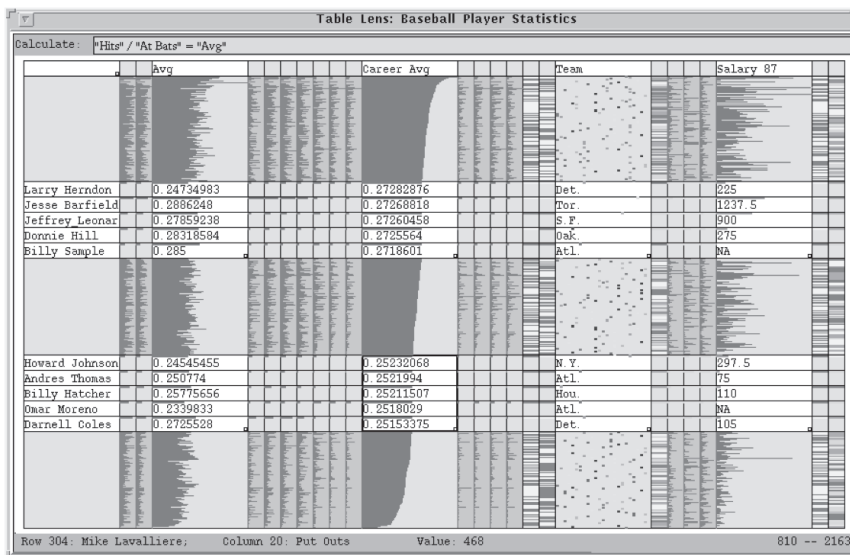 Table Lens: Baseball Player Statistics
Calculate: "Hits" / "At Bats" = "Avg"
Avg Career Avg Team Salary 87
Larry Herndon 0.24734983 0.27282876 Det. 225
Jesse Barfield 0.2886248 0.27268818 Tor. 1237.5
Jeffrey Leonar 0.27859238 0.27260458 S.F. 900
Donnie Hill 0.28318584 0.2725564 Oak. 275
Billy Sample 0.285 0.2718601 Atl. NA
Howard Johnson 0.24545455 0.25232068 N.Y. 297.5
Andres Thomas 0.250774 0.2521994 Atl. 75
Billy Hatcher 0.25775656 0.25211507 Hou. 110
Omar Moreno 0.2339833 0.2518029 Atl. NA
Darnell Coles 0.2725528 0.25153375 Det. 105
Row 304: Mike Lavalliere; Column 20: Put Outs Value: 468 810 -- 2163